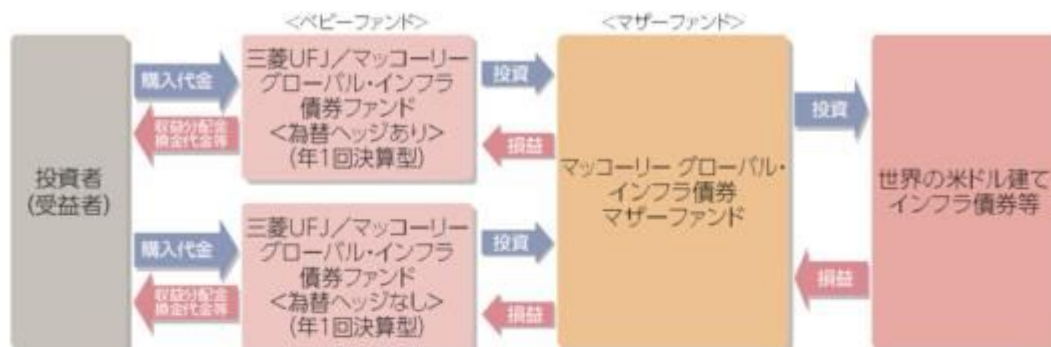 <ベビーファンド>
<マザーファンド>
投資者
(受益者)
購入代金
収益分配金
換金代金等
三菱UFJ/マッコーリー
グローバル・インフラ
債券ファンド
<為替ヘッジあり>
(年1回決算型)
投資
損益
購入代金
収益分配金
換金代金等
三菱UFJ/マッコーリー
グローバル・インフラ
債券ファンド
<為替ヘッジなし>
(年1回決算型)
投資
損益
マッコーリー グローバル・
インフラ債券
マザーファンド
投資
損益
世界の米ドル建て
インフラ債券等